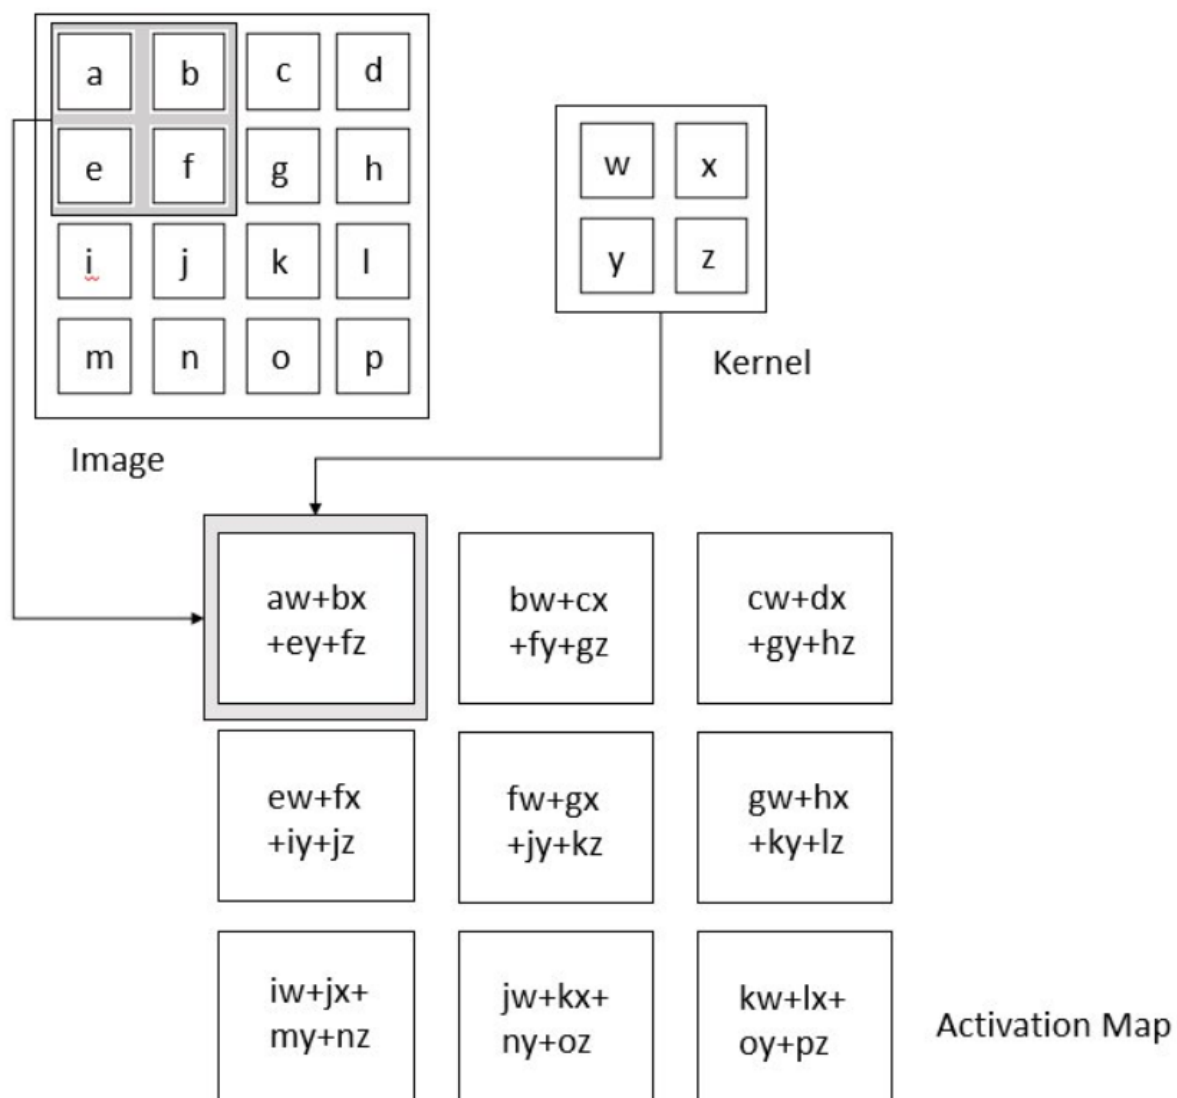 a b c d
e f g h
i j k l
m n o p
Image
w x
y z
Kernel
aw+bx
+ey+fz
bw+cx
+fy+gz
cw+dx
+gy+hz
ew+fx
+iy+jz
fw+gx
+jy+kz
gw+hx
+ky+lz
iw+jx+
my+nz
jw+kx+
ny+oz
kw+lx+
oy+pz
Activation Map